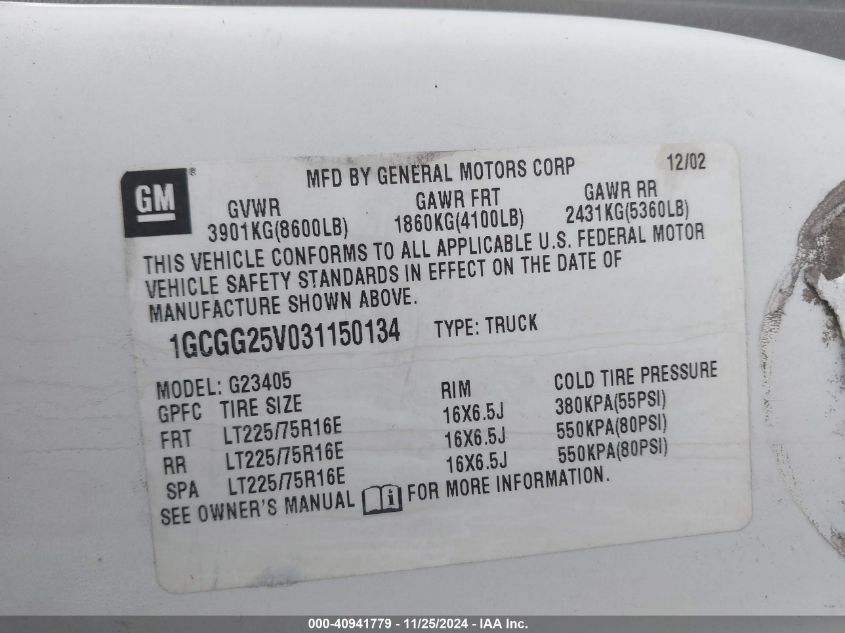 GM ®
MFD BY GENERAL MOTORS CORP 12/02
GVWR GAWR FRT GAWR RR
3901KG(8600LB) 1860KG(4100LB) 2431KG(5360LB)
THIS VEHICLE CONFORMS TO ALL APPLICABLE U.S. FEDERAL MOTOR
VEHICLE SAFETY STANDARDS IN EFFECT ON THE DATE OF
MANUFACTURE SHOWN ABOVE.
1GCGG25V031150134 TYPE: TRUCK
MODEL: G23405
GPFC TIRE SIZE RIM COLD TIRE PRESSURE
FRT LT225/75R16E 16X6.5J 380KPA(55PSI)
RR LT225/75R16E 16X6.5J 550KPA(80PSI)
SPA LT225/75R16E 16X6.5J 550KPA(80PSI)
SEE OWNER'S MANUAL i FOR MORE INFORMATION.
000-40941779 - 11/25/2024 - IAA Inc.